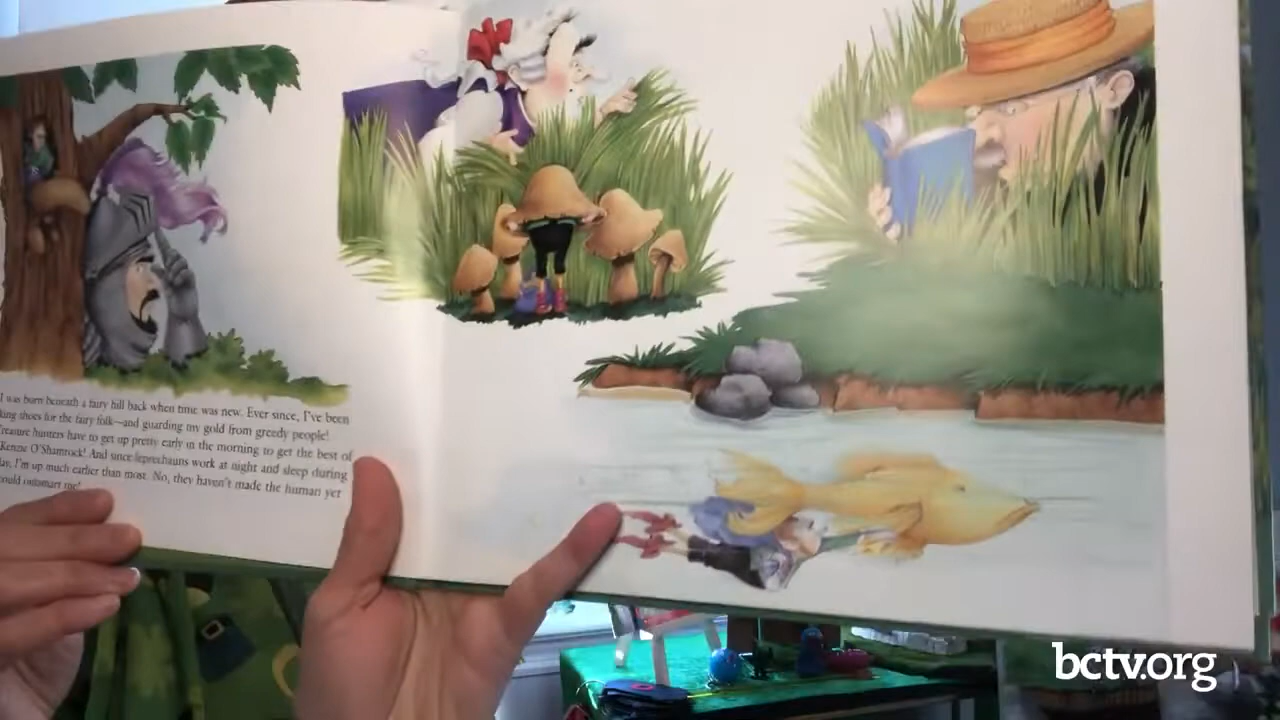 I was born beneath a fairy hill back when time was new. Ever since, I've been
king shoes for the fairy folk—and guarding my gold from greedy people!
reasure hunters have to get up pretty early in the morning to get the best of
Kenzie O'Shamrock! And since leprechauns work at night and sleep during
ay, I'm up much earlier than most. No, they haven't made the human yet
could outsmart me!
bctv.org